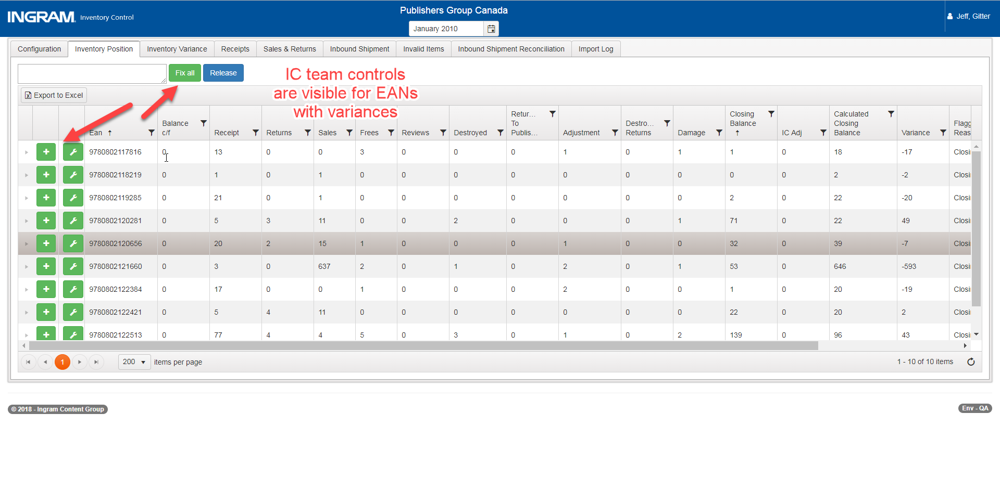 INGRAM. Inventory Control
Publishers Group Canada
January 2010
Jeff, Gitter
Configuration Inventory Position Inventory Variance Receipts Sales & Returns Inbound Shipment Invalid Items Inbound Shipment Reconciliation Import Log
Fix all Release
IC team controls
are visible for EANs
with variances
Export to Excel
Ean Balance c/f Receipt Returns Sales Frees Reviews Destroyed Retur... To Publis... Adjustment Destro... Returns Damage Closing Balance IC Adj Calculated Closing Balance Variance Flagg Reas
9780802117816 0 13 0 0 3 0 0 0 1 0 1 1 0 18 -17 Closi
9780802118219 0 1 0 1 0 0 0 0 0 0 0 0 0 2 -2 Closi
9780802119285 0 21 0 1 0 0 0 0 0 0 0 2 0 22 -20 Closi
9780802120281 0 5 3 11 0 0 2 0 0 0 1 71 0 22 49 Closi
9780802120656 0 20 2 15 1 0 0 0 1 0 0 32 0 39 -7 Closi
9780802121660 0 3 0 637 2 0 1 0 2 0 1 53 0 646 -593 Closi
9780802122384 0 17 0 0 1 0 0 0 2 0 0 1 0 20 -19 Closi
9780802122421 0 5 4 11 0 0 0 0 0 0 0 22 0 20 2 Closi
9780802122513 0 77 4 4 5 0 3 0 1 0 2 139 0 96 43 Closi
1 200 items per page 1 - 10 of 10 items
© 2018 - Ingram Content Group
Env - QA